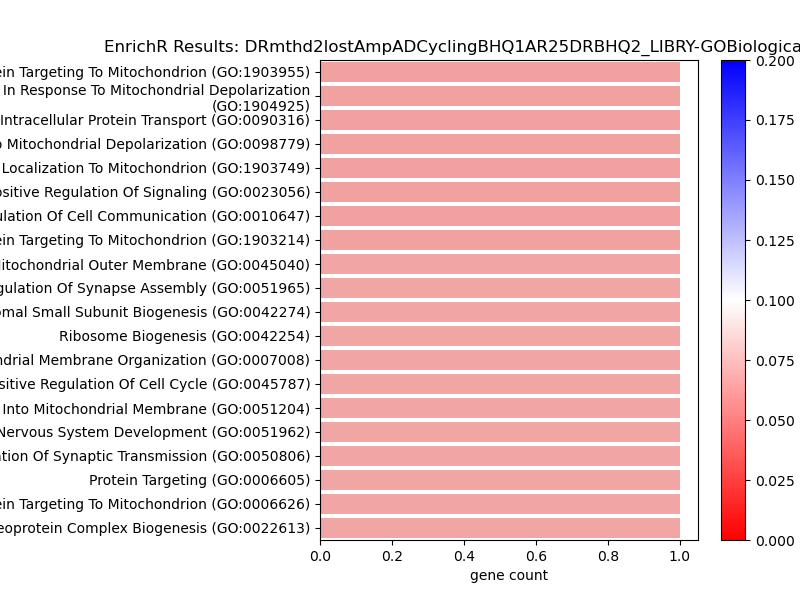 EnrichR Results: DRmthd2lostAmpADCyclingBHQ1AR25DRBHQ2_LIBRY-GOBiologica
ein Targeting To Mitochondrion (GO:1903955)
In Response To Mitochondrial Depolarization
(GO:1904925)
Intracellular Protein Transport (GO:0090316)
o Mitochondrial Depolarization (GO:0098779)
Localization To Mitochondrion (GO:1903749)
ositive Regulation Of Signaling (GO:0023056)
ulation Of Cell Communication (GO:0010647)
ein Targeting To Mitochondrion (GO:1903214)
Mitochondrial Outer Membrane (GO:0045040)
gulation Of Synapse Assembly (GO:0051965)
omal Small Subunit Biogenesis (GO:0042274)
Ribosome Biogenesis (GO:0042254)
ndrial Membrane Organization (GO:0007008)
sitive Regulation Of Cell Cycle (GO:0045787)
Into Mitochondrial Membrane (GO:0051204)
Nervous System Development (GO:0051962)
ation Of Synaptic Transmission (GO:0050806)
Protein Targeting (GO:0006605)
ein Targeting To Mitochondrion (GO:0006626)
eoprotein Complex Biogenesis (GO:0022613)
0.0 0.2 0.4 0.6 0.8 1.0
gene count
0.200
0.175
0.150
0.125
0.100
0.075
0.050
0.025
0.000